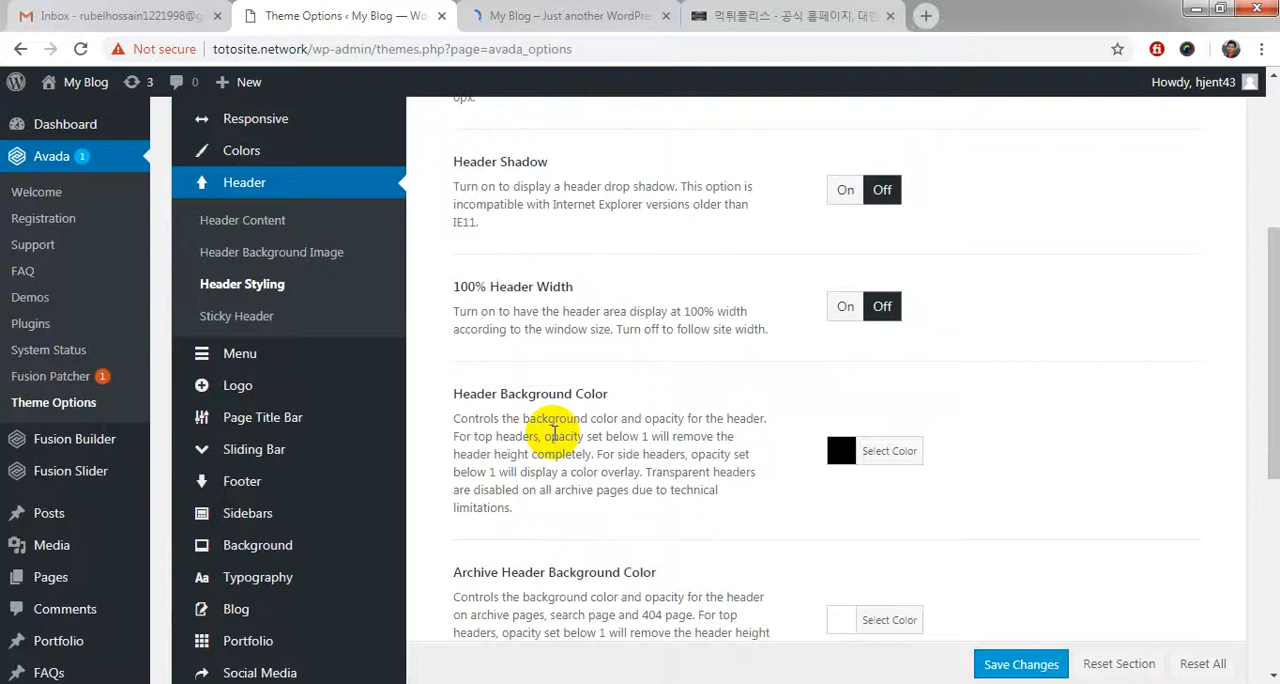 Inbox - rubelhossain1221998@g
Theme Options ‹ My Blog — Wo
My Blog – Just another WordPre
먹튀폴리스 - 공식 홈페이지, 대한
Not secure
totosite.network/wp-admin/themes.php?page=avada_options
My Blog
3
0
New
Howdy, hjent43
Dashboard
Avada 1
Welcome
Registration
Support
FAQ
Demos
Plugins
System Status
Fusion Patcher 1
Theme Options
Fusion Builder
Fusion Slider
Posts
Media
Pages
Comments
Portfolio
FAQs
Responsive
Colors
Header
Header Content
Header Background Image
Header Styling
Sticky Header
Menu
Logo
Page Title Bar
Sliding Bar
Footer
Sidebars
Background
Aa Typography
Blog
Portfolio
Social Media
0px.
Header Shadow
Turn on to display a header drop shadow. This option is
incompatible with Internet Explorer versions older than
IE11.
On Off
100% Header Width
Turn on to have the header area display at 100% width
according to the window size. Turn off to follow site width.
On Off
Header Background Color
Controls the background color and opacity for the header.
For top headers, opacity set below 1 will remove the
header height completely. For side headers, opacity set
below 1 will display a color overlay. Transparent headers
are disabled on all archive pages due to technical
limitations.
Select Color
Archive Header Background Color
Controls the background color and opacity for the header
on archive pages, search page and 404 page. For top
headers, opacity set below 1 will remove the header height
Select Color
Save Changes
Reset Section
Reset All